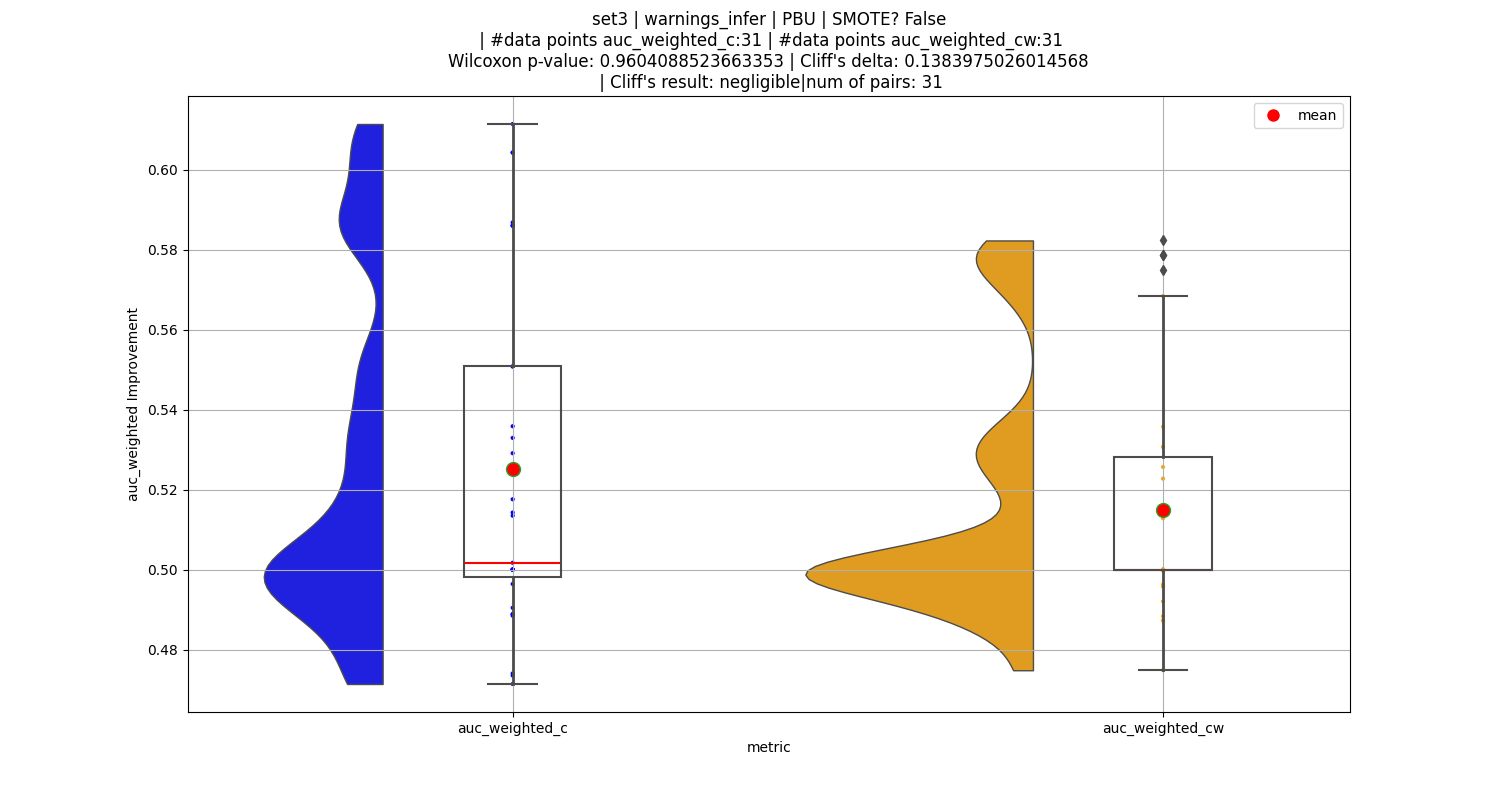 set3 | warnings_infer | PBU | SMOTE? False
| #data points auc_weighted_c:31 | #data points auc_weighted_cw:31
Wilcoxon p-value: 0.9604088523663353 | Cliff's delta: 0.1383975026014568
| Cliff's result: negligible|num of pairs: 31
mean
0.60
0.58
0.56
0.54
0.52
0.50
0.48
auc_weighted Improvement
auc_weighted_c
auc_weighted_cw
metric